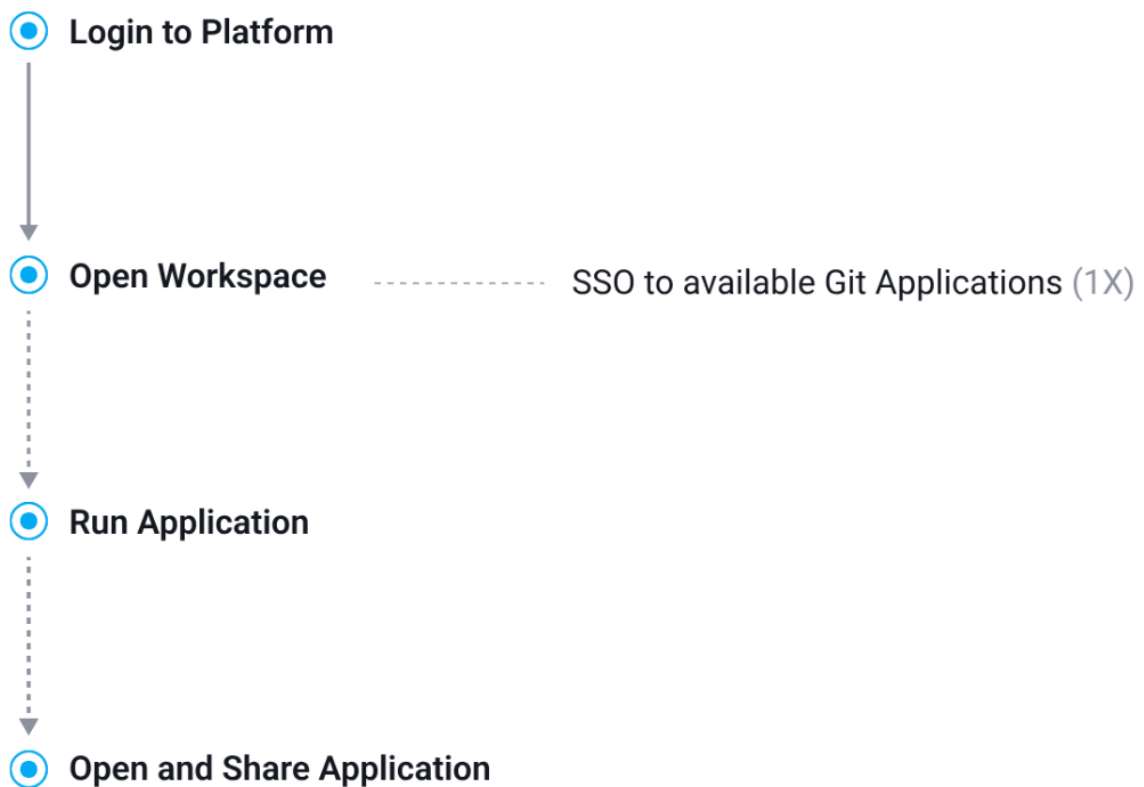 Login to Platform
Open Workspace
SSO to available Git Applications (1X)
Run Application
Open and Share Application